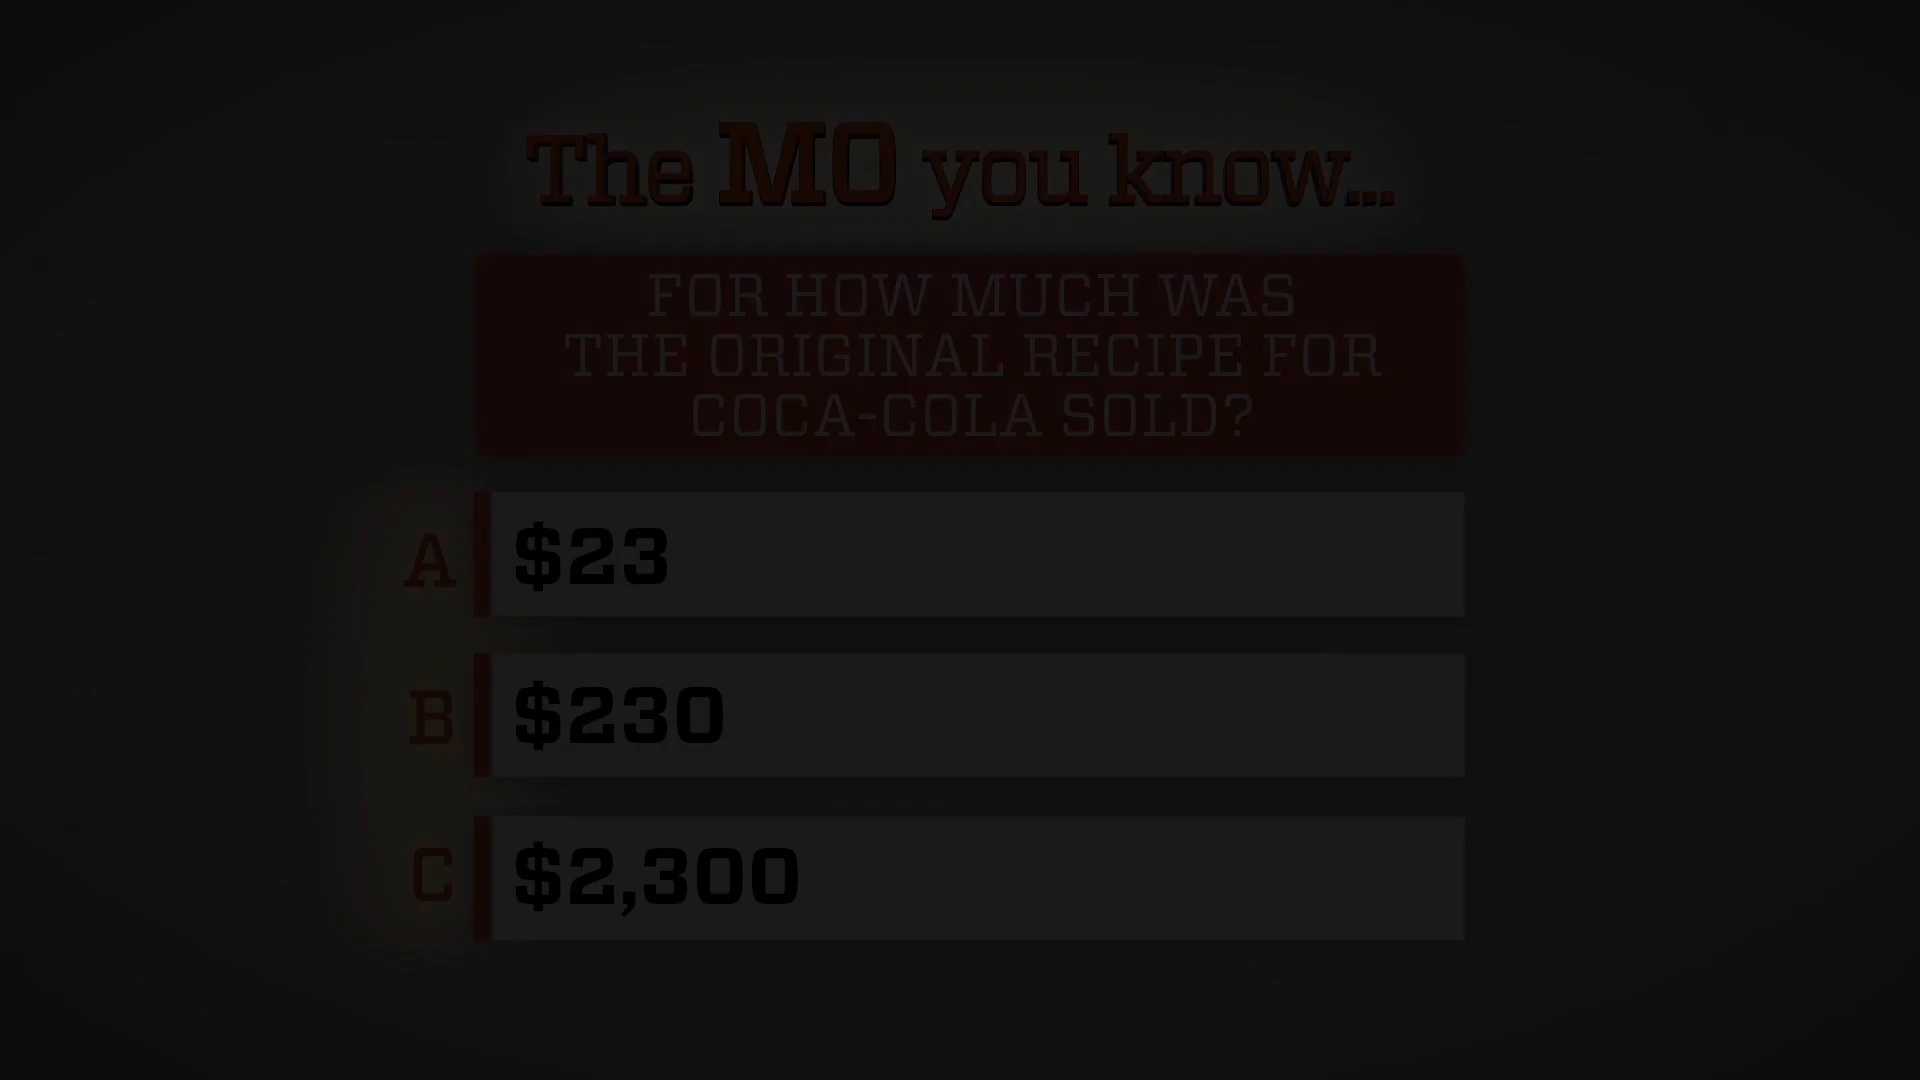 The MO you know...
FOR HOW MUCH WAS
THE ORIGINAL RECIPE FOR
COCA-COLA SOLD?
A $23
B $230
C $2,300